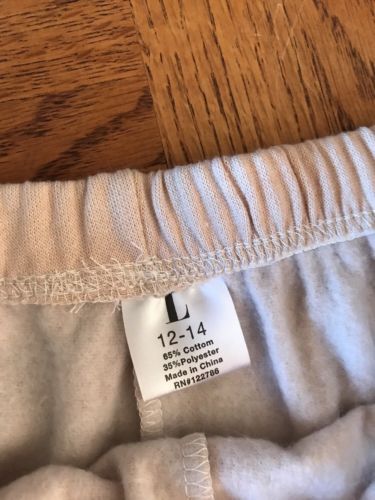 L
12-14
65% Cotton
35%Polyester
Made in China
RN#122786